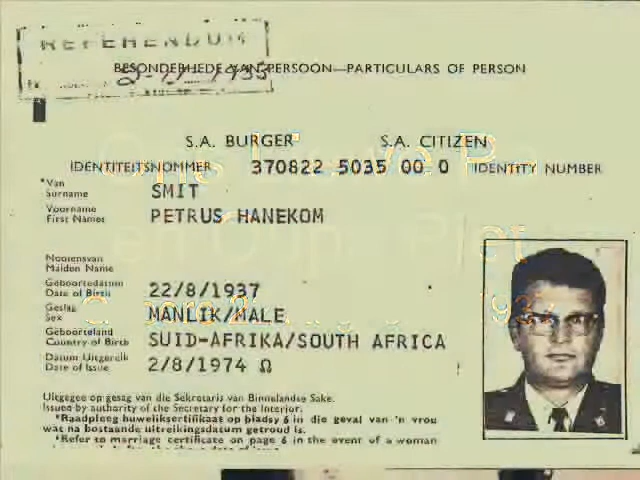 REFERENDUM
2-11-1983
BESONDERHEDE VAN PERSOON—PARTICULARS OF PERSON
S.A. BURGER S.A. CITIZEN
IDENTITEITSNOMMER 370822 5035 00 0 IDENTITY NUMBER
*Van
Surname SMIT
Voorname
First Names PETRUS HANEKOM
Nooiensvan
Maiden Name
Geboortedatum
Date of Birth 22/8/1937
Geslag
Sex MANLIK/MALE
Geboorteland
Country of Birth SUID-AFRIKA/SOUTH AFRICA
Datum Uitgereik
Date of Issue 2/8/1974 Ω
Uitgegee op gesag van die Sekretaris van Binnelandse Sake.
Issued by authority of the Secretary for the Interior.
*Raadpleeg huweliksertifikaat op bladsy 6 in die geval van 'n vrou
wat na bostaande uitreikingsdatum getroud is.
*Refer to marriage certificate on page 6 in the event of a woman